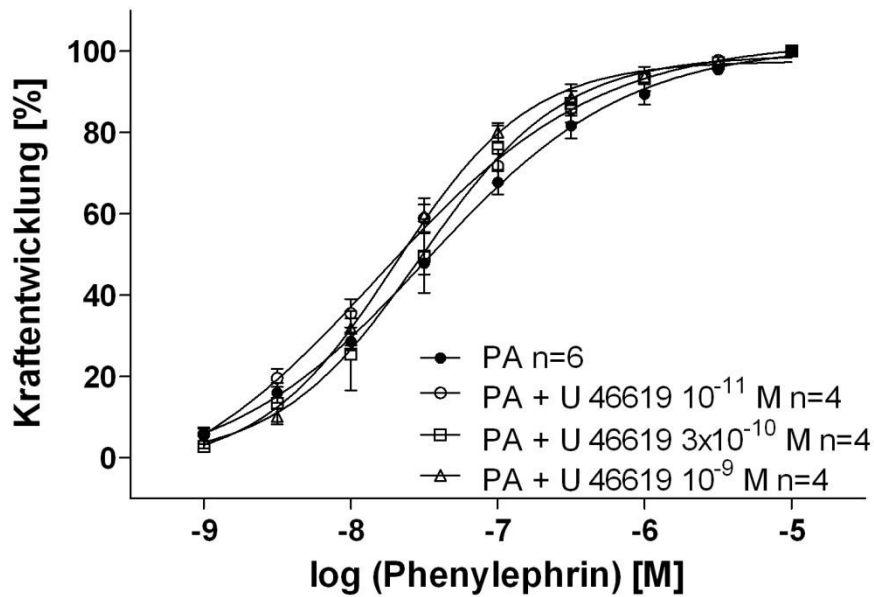 Kraftentwicklung [%]
100
80
60
40
20
0
PA n=6
PA + U 46619 10⁻¹¹ M n=4
PA + U 46619 3x10⁻¹⁰ M n=4
PA + U 46619 10⁻⁹ M n=4
-9 -8 -7 -6 -5
log (Phenylephrin) [M]